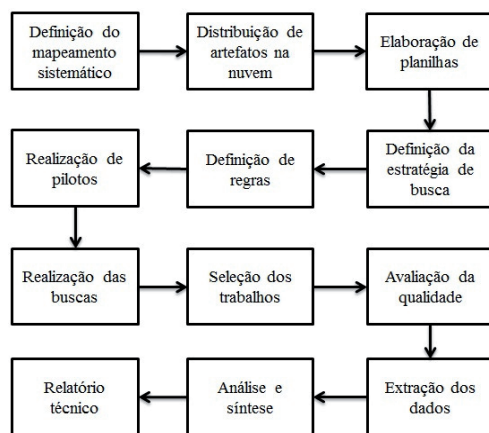 Definição do
mapeamento
sistemático
Distribuição de
artefatos na
nuvem
Elaboração de
planilhas
Definição da
estratégia de
busca
Definição de
regras
Realização de
pilotos
Realização das
buscas
Seleção dos
trabalhos
Avaliação da
qualidade
Extração dos
dados
Análise e
síntese
Relatório
técnico